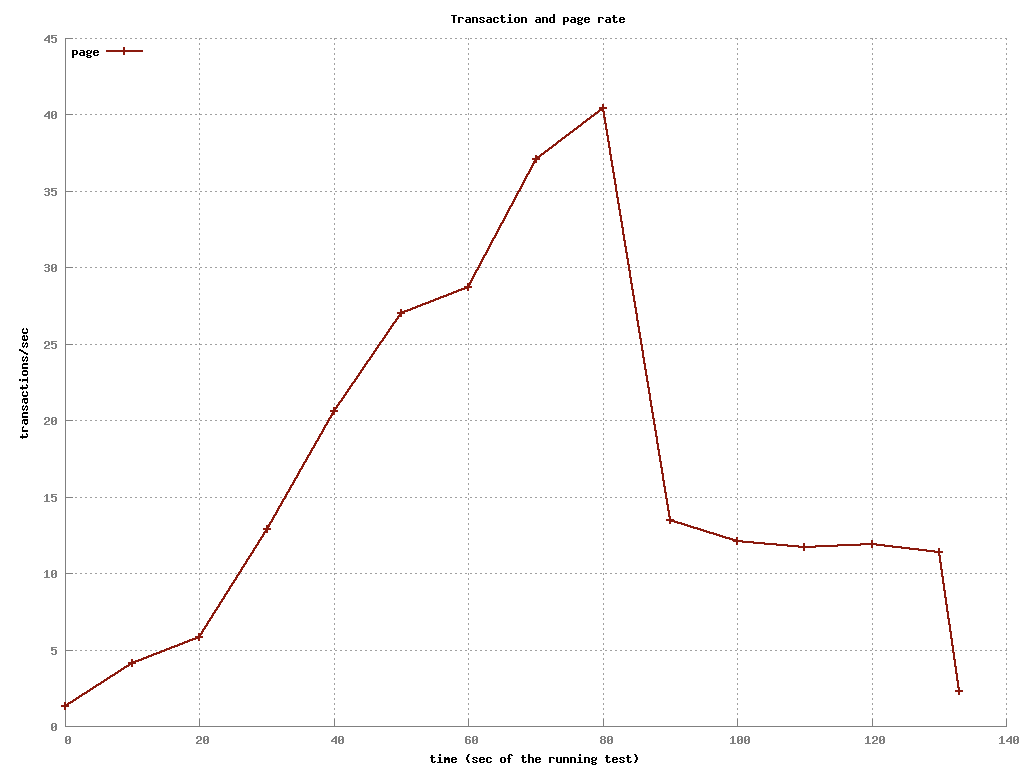 Transaction and page rate
45
page
40
35
30
25
20
15
10
5
0
transactions/sec
0 20 40 60 80 100 120 140
time (sec of the running test)